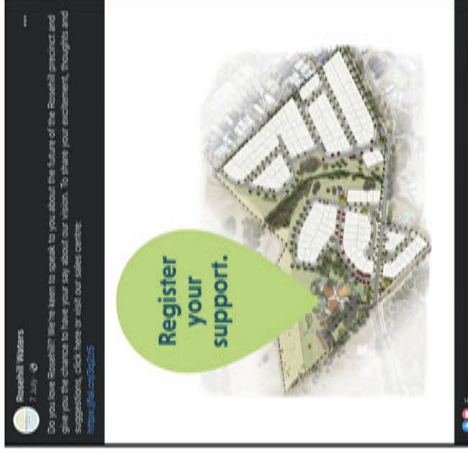 Rosehill Waters
7 July
Do you love Rosehill? We're keen to speak to you about the future of the Rosehill precinct and
give you the chance to have your say about our vision. To share your excitement, thoughts and
suggestions, click here or visit our sales centre:
Register
your
support.